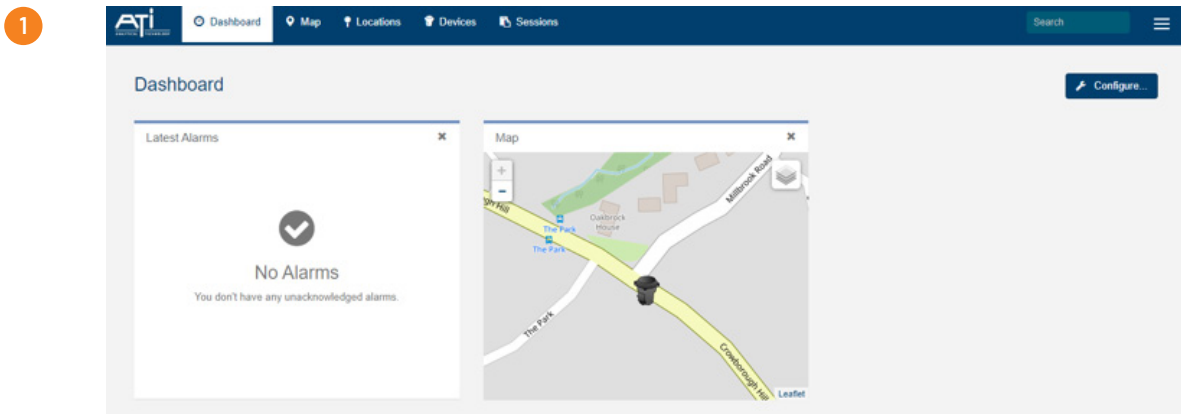 1
ATi
Dashboard
Map
Locations
Devices
Sessions
Search
Dashboard
Configure...
Latest Alarms
Map
+
−
Millbrook Road
Oakbrock
House
The Park
The Park
The Park
Crowborough Hill
Leaflet
No Alarms
You don't have any unacknowledged alarms.